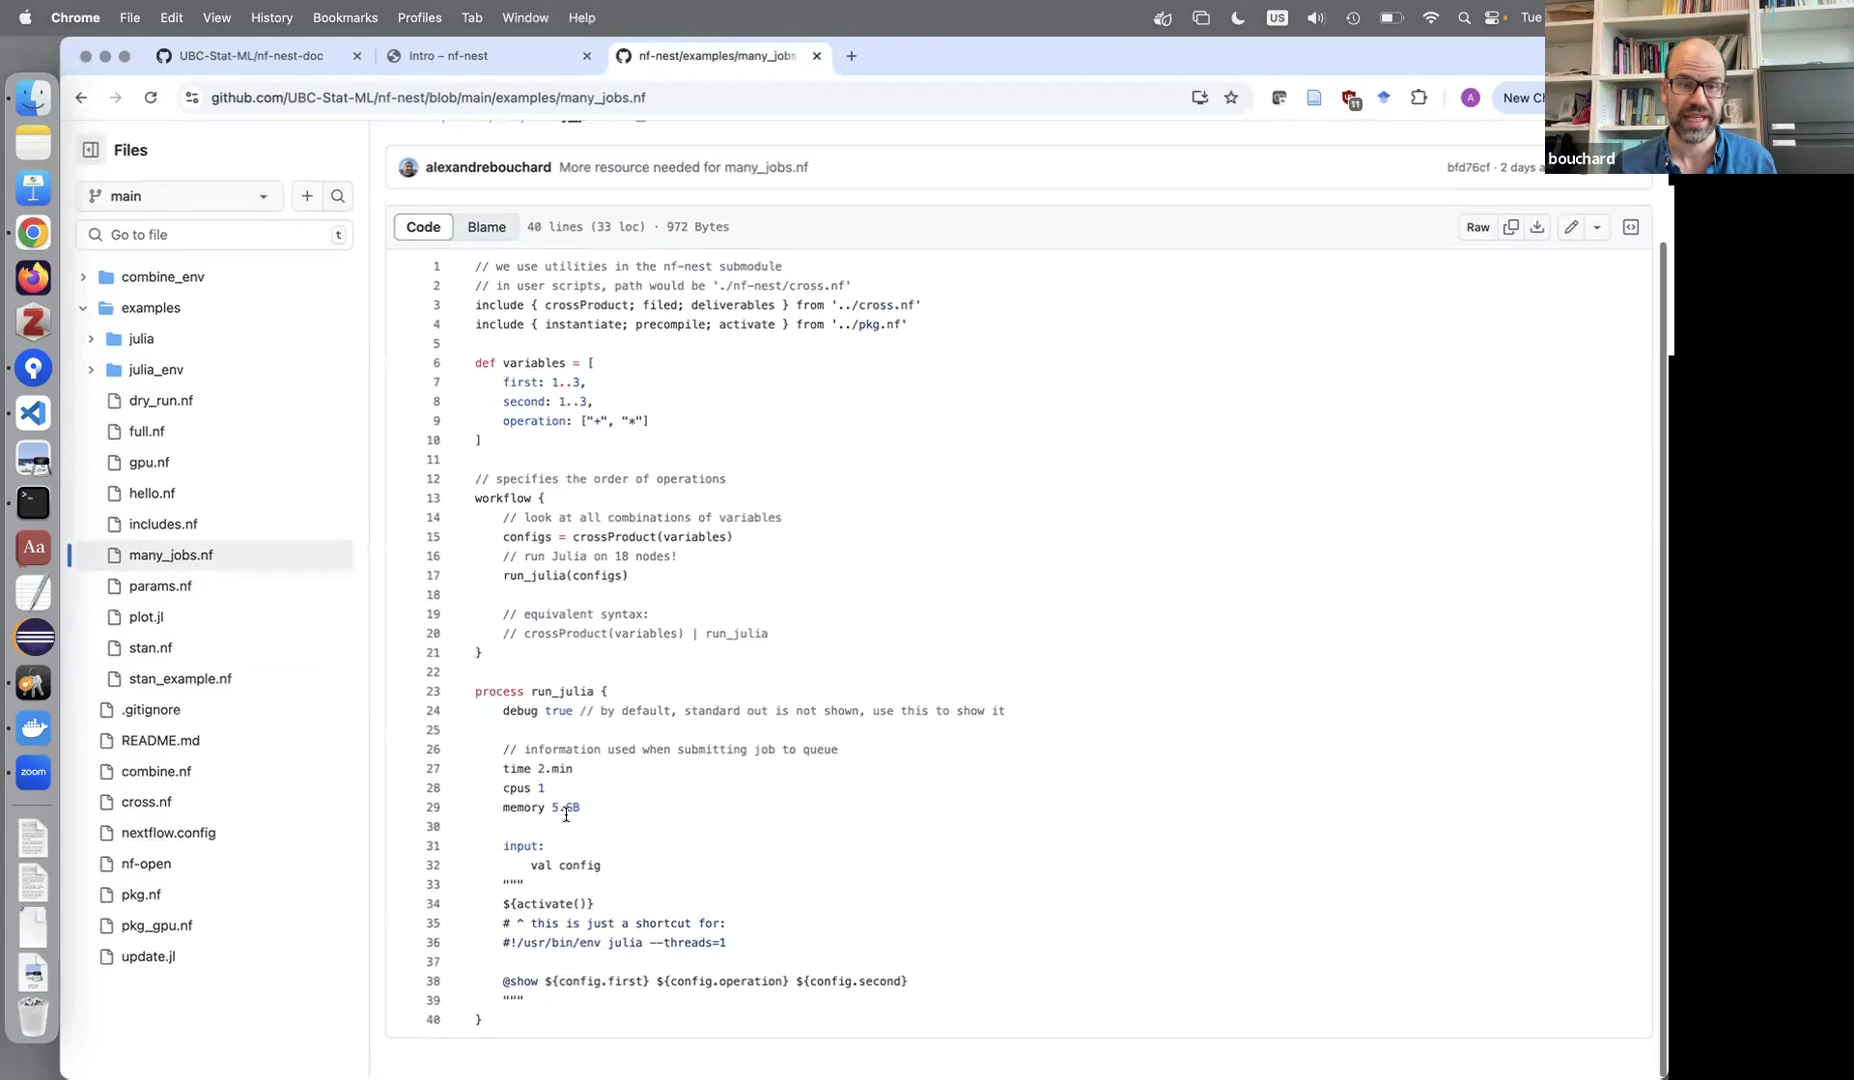 Chrome File Edit View History Bookmarks Profiles Tab Window Help
US
Tue
UBC-Stat-ML/nf-nest-doc
Intro – nf-nest
nf-nest/examples/many_jobs
github.com/UBC-Stat-ML/nf-nest/blob/main/examples/many_jobs.nf
11
A
New Ch
bouchard
Files
main
Go to file
t
combine_env
examples
julia
julia_env
dry_run.nf
full.nf
gpu.nf
hello.nf
includes.nf
many_jobs.nf
params.nf
plot.jl
stan.nf
stan_example.nf
.gitignore
README.md
combine.nf
cross.nf
nextflow.config
nf-open
pkg.nf
pkg_gpu.nf
update.jl
Aa
zoom
PDF
alexandrebouchard More resource needed for many_jobs.nf
bfd76cf · 2 days a
Code Blame 40 lines (33 loc) · 972 Bytes
Raw
1 // we use utilities in the nf-nest submodule
2 // in user scripts, path would be './nf-nest/cross.nf'
3 include { crossProduct; filed; deliverables } from '../cross.nf'
4 include { instantiate; precompile; activate } from '../pkg.nf'
5
6 def variables = [
7 first: 1..3,
8 second: 1..3,
9 operation: ["+", "*"]
10 ]
11
12 // specifies the order of operations
13 workflow {
14 // look at all combinations of variables
15 configs = crossProduct(variables)
16 // run Julia on 18 nodes!
17 run_julia(configs)
18
19 // equivalent syntax:
20 // crossProduct(variables) | run_julia
21 }
22
23 process run_julia {
24 debug true // by default, standard out is not shown, use this to show it
25
26 // information used when submitting job to queue
27 time 2.min
28 cpus 1
29 memory 5.GB
30
31 input:
32 val config
33 """
34 ${activate()}
35 # ^ this is just a shortcut for:
36 #!/usr/bin/env julia --threads=1
37
38 @show ${config.first} ${config.operation} ${config.second}
39 """
40 }